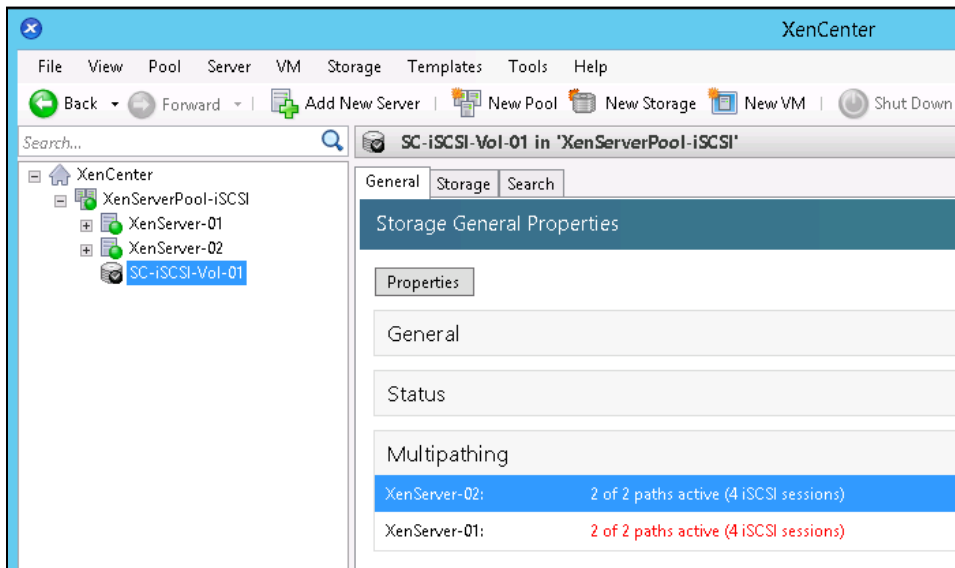 XenCenter
File View Pool Server VM Storage Templates Tools Help
Back Forward Add New Server New Pool New Storage New VM Shut Down
Search...
SC-iSCSI-Vol-01 in 'XenServerPool-iSCSI'
XenCenter
XenServerPool-iSCSI
XenServer-01
XenServer-02
SC-iSCSI-Vol-01
General Storage Search
Storage General Properties
Properties
General
Status
Multipathing
XenServer-02: 2 of 2 paths active (4 iSCSI sessions)
XenServer-01: 2 of 2 paths active (4 iSCSI sessions)